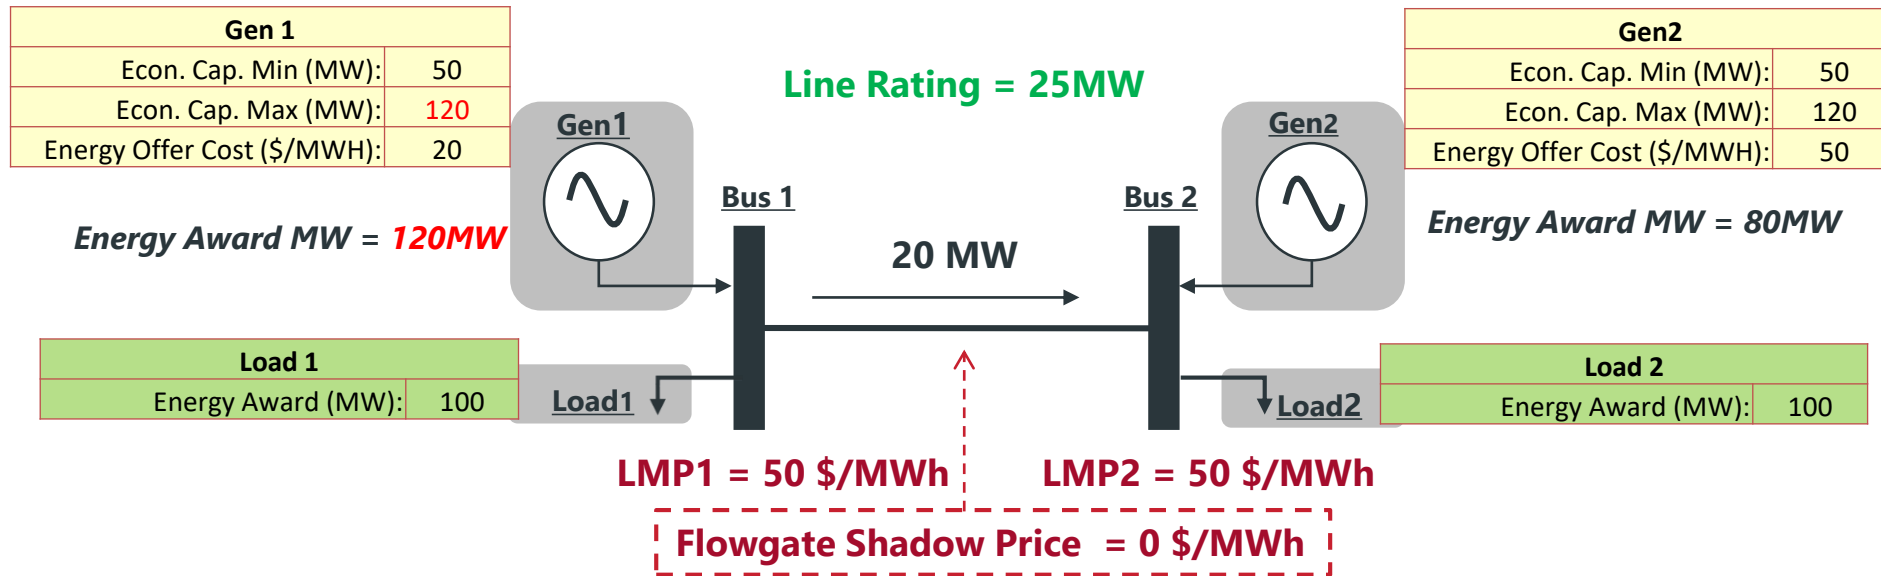 Gen 1
Econ. Cap. Min (MW): 50
Econ. Cap. Max (MW): 120
Energy Offer Cost ($/MWH): 20
Energy Award MW = 120MW
Line Rating = 25MW
Gen2
Econ. Cap. Min (MW): 50
Econ. Cap. Max (MW): 120
Energy Offer Cost ($/MWH): 50
Energy Award MW = 80MW
Gen1
Gen2
Bus 1
Bus 2
20 MW
Load 1
Energy Award (MW): 100
Load1
Load2
Load 2
Energy Award (MW): 100
LMP1 = 50 $/MWh
LMP2 = 50 $/MWh
Flowgate Shadow Price = 0 $/MWh